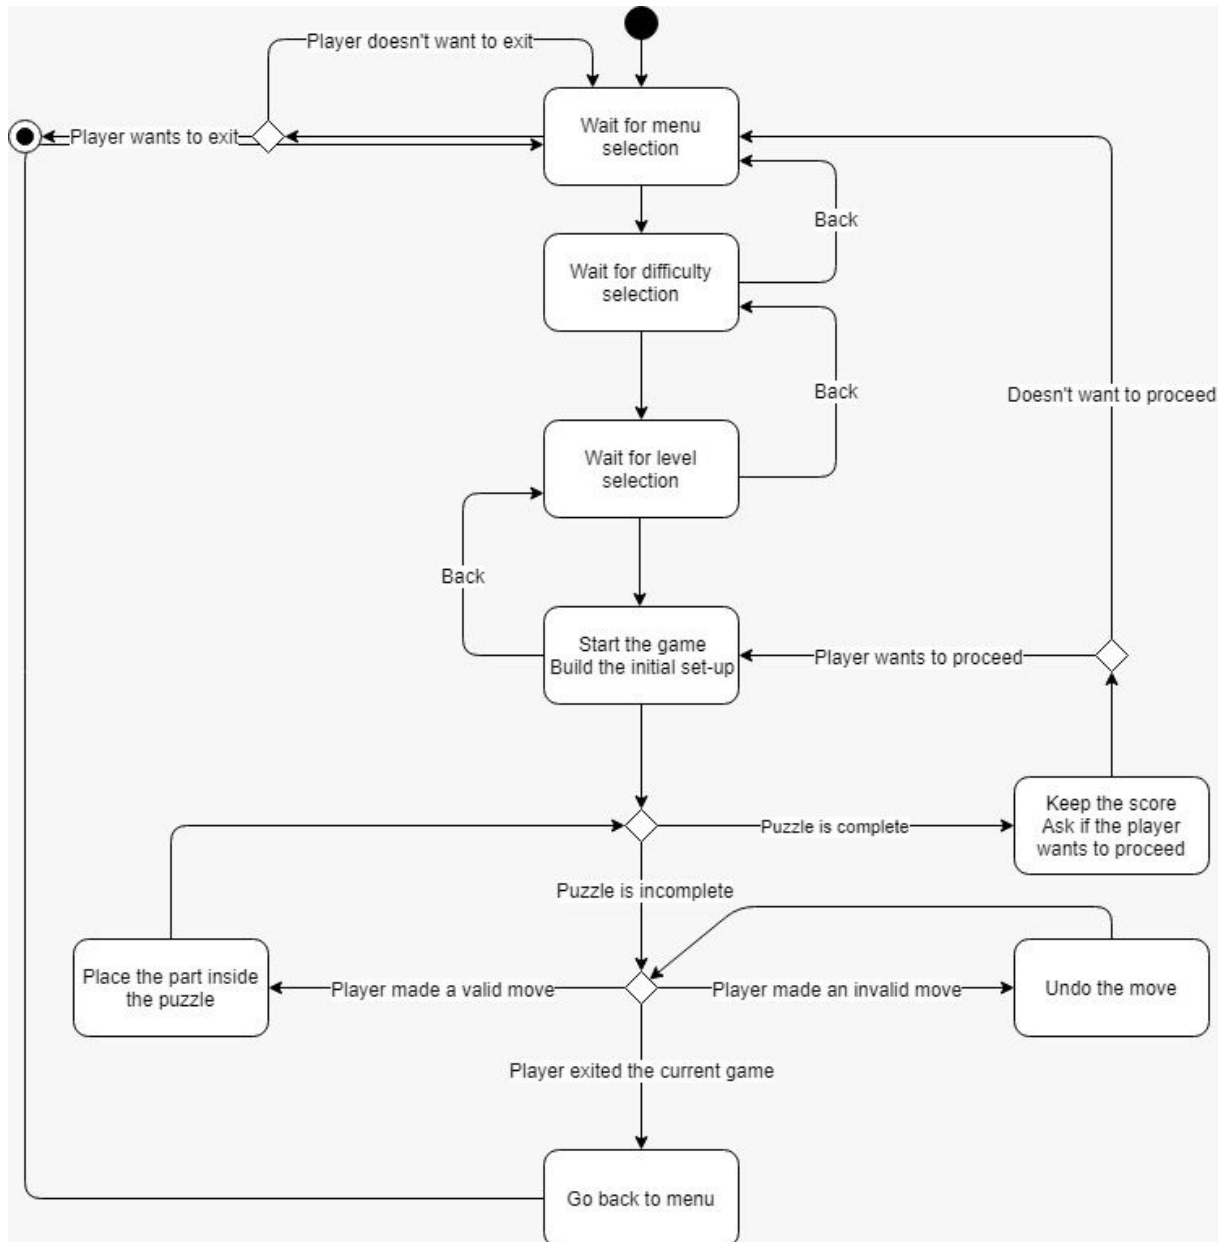 Player doesn't want to exit
Player wants to exit
Wait for menu
selection
Back
Wait for difficulty
selection
Back
Doesn't want to proceed
Wait for level
selection
Back
Start the game
Build the initial set-up
Player wants to proceed
Keep the score
Ask if the player
wants to proceed
Puzzle is complete
Puzzle is incomplete
Place the part inside
the puzzle
Player made a valid move
Player made an invalid move
Undo the move
Player exited the current game
Go back to menu